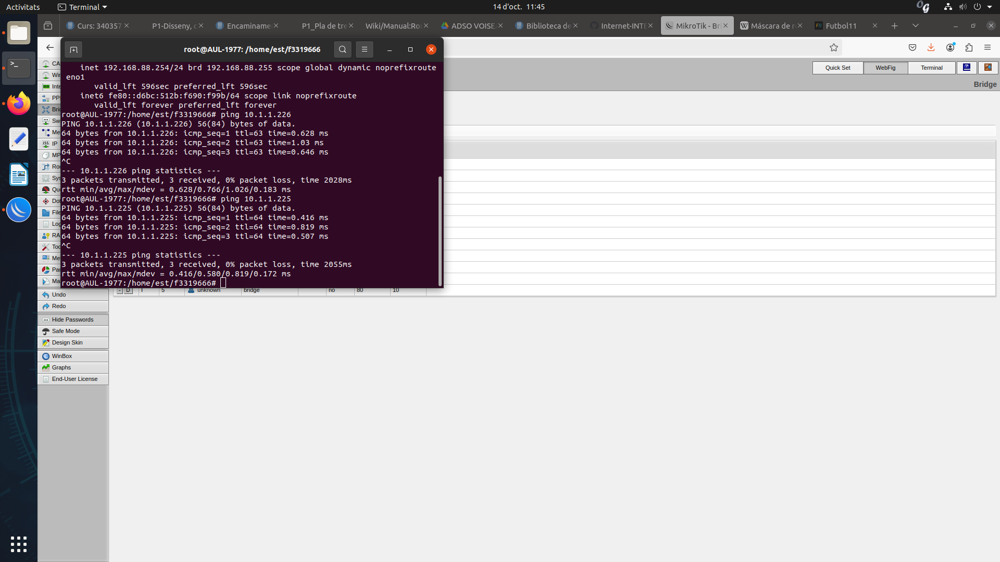 Activitats
Terminal
14 d'oct. 11:45
Curs: 340357
P1-Disseny, c
Encaminame
P1_Pla de tre
Wiki/Manual:Rou
ADSO VOISE
Biblioteca de
Internet-INTE
MikroTik - Bri
Máscara de r
Futbol11
root@AUL-1977: /home/est/f3319666
Quick Set
WebFig
Terminal
Bridge
CA
Wir
Inte
PP
Brid
Sw
Me
IP
MP
Rou
Sys
Que
Dot
File
Log
RA
Too
Me
Par
Ma
Undo
Redo
Hide Passwords
Safe Mode
Design Skin
WinBox
Graphs
End-User License
inet 192.168.88.254/24 brd 192.168.88.255 scope global dynamic noprefixroute
eno1
valid_lft 596sec preferred_lft 596sec
inet6 fe80::d6bc:512b:f690:f99b/64 scope link noprefixroute
valid_lft forever preferred_lft forever
root@AUL-1977:/home/est/f3319666# ping 10.1.1.226
PING 10.1.1.226 (10.1.1.226) 56(84) bytes of data.
64 bytes from 10.1.1.226: icmp_seq=1 ttl=63 time=0.628 ms
64 bytes from 10.1.1.226: icmp_seq=2 ttl=63 time=1.03 ms
64 bytes from 10.1.1.226: icmp_seq=3 ttl=63 time=0.646 ms
^C
--- 10.1.1.226 ping statistics ---
3 packets transmitted, 3 received, 0% packet loss, time 2028ms
rtt min/avg/max/mdev = 0.628/0.766/1.026/0.183 ms
root@AUL-1977:/home/est/f3319666# ping 10.1.1.225
PING 10.1.1.225 (10.1.1.225) 56(84) bytes of data.
64 bytes from 10.1.1.225: icmp_seq=1 ttl=64 time=0.416 ms
64 bytes from 10.1.1.225: icmp_seq=2 ttl=64 time=0.819 ms
64 bytes from 10.1.1.225: icmp_seq=3 ttl=64 time=0.507 ms
^C
--- 10.1.1.225 ping statistics ---
3 packets transmitted, 3 received, 0% packet loss, time 2055ms
rtt min/avg/max/mdev = 0.416/0.580/0.819/0.172 ms
root@AUL-1977:/home/est/f3319666#
- D I 5 unknown bridge no 80 10